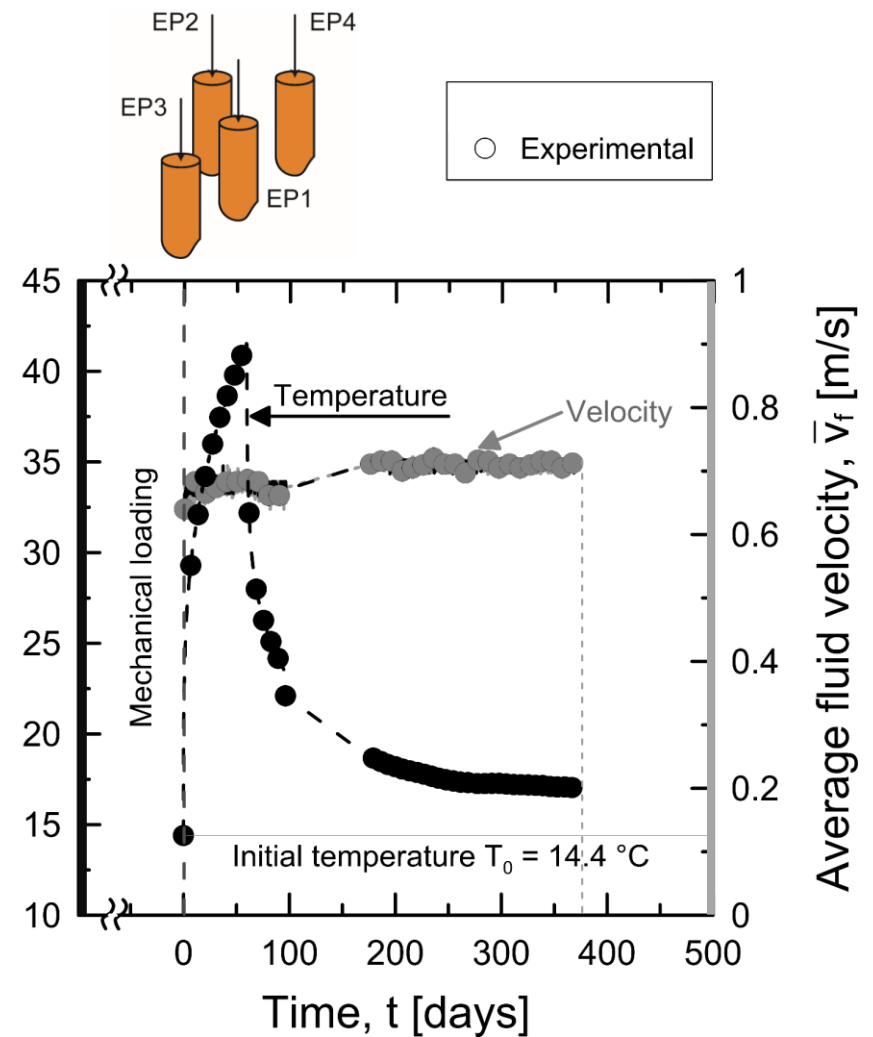 EP2
EP4
EP3
EP1
Experimental
45
40
35
30
25
20
15
10
1
0.8
0.6
0.4
0.2
0
Temperature
Velocity
Mechanical loading
Initial temperature T₀ = 14.4 °C
0 100 200 300 400 500
Time, t [days]
Average fluid velocity, v̅f [m/s]